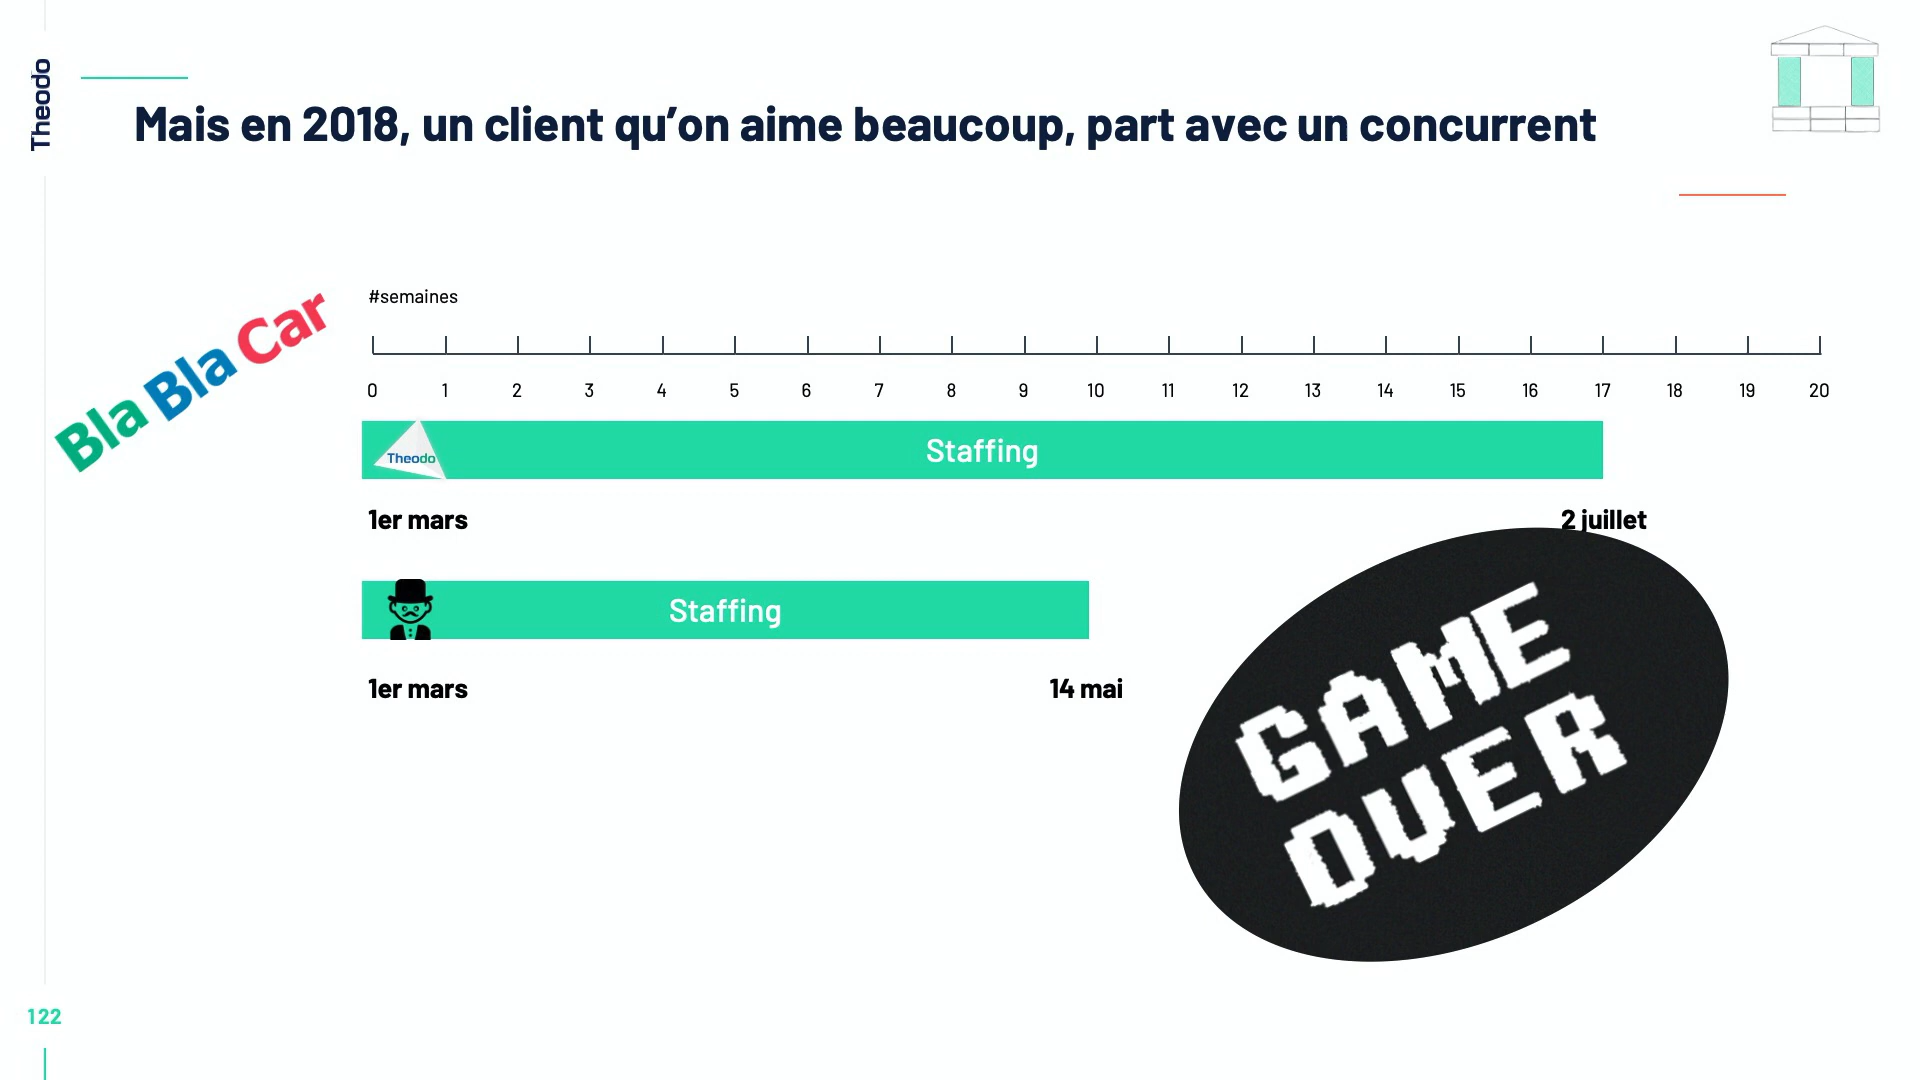 Theodo
Mais en 2018, un client qu’on aime beaucoup, part avec un concurrent
Bla Bla Car
#semaines
0 1 2 3 4 5 6 7 8 9 10 11 12 13 14 15 16 17 18 19 20
Theodo
Staffing
1er mars
2 juillet
Staffing
1er mars
14 mai
GAME
OVER
122